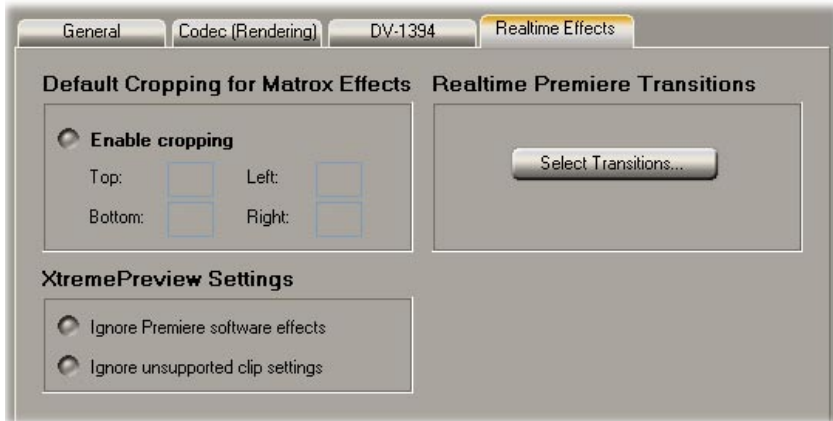 General Codec (Rendering) DV-1394 Realtime Effects
Default Cropping for Matrox Effects
Enable cropping
Top: Left:
Bottom: Right:
Realtime Premiere Transitions
Select Transitions...
XtremePreview Settings
Ignore Premiere software effects
Ignore unsupported clip settings